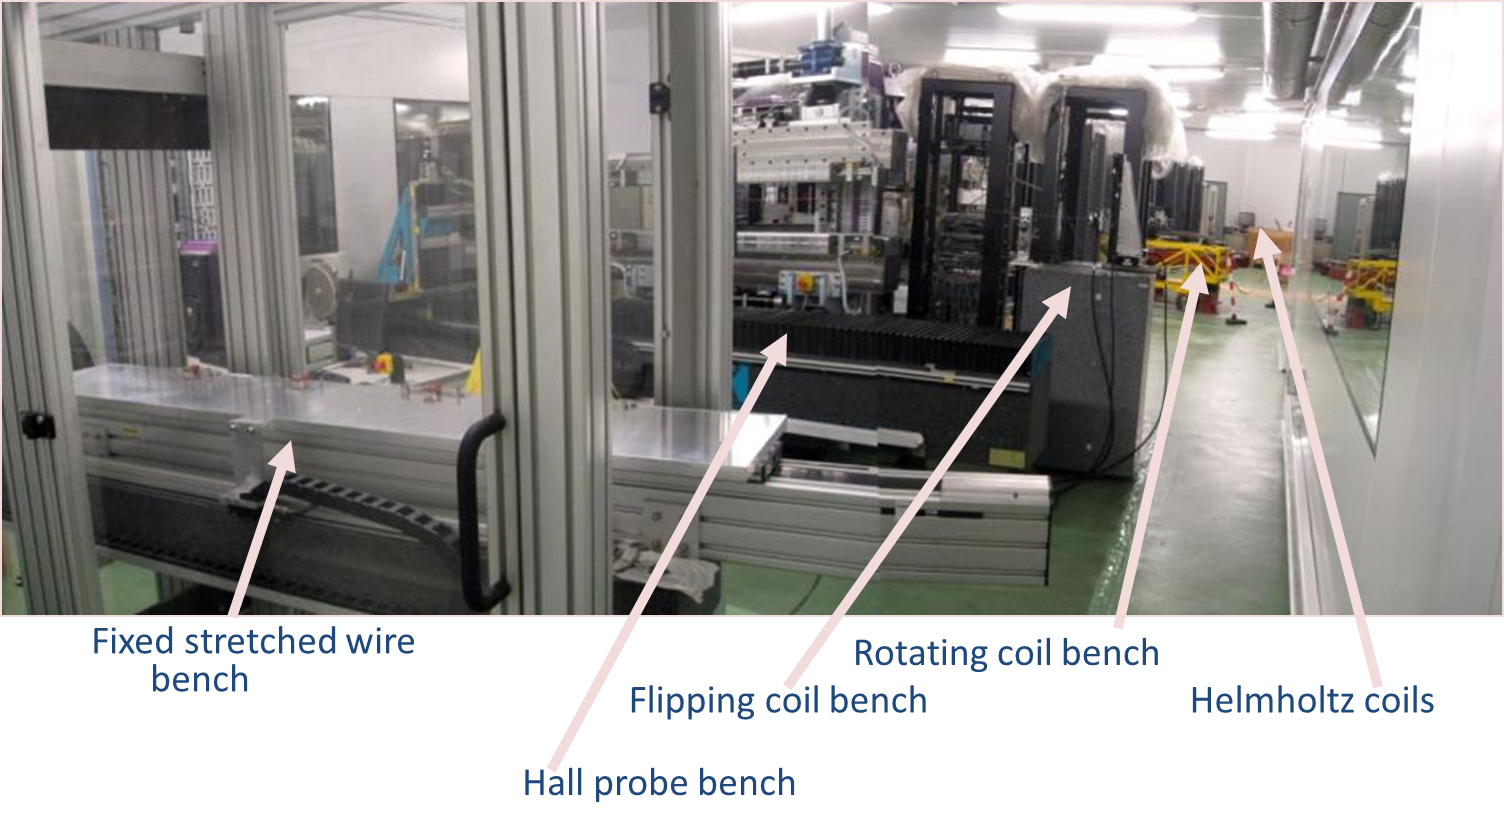 Fixed stretched wire
bench
Rotating coil bench
Flipping coil bench
Helmholtz coils
Hall probe bench